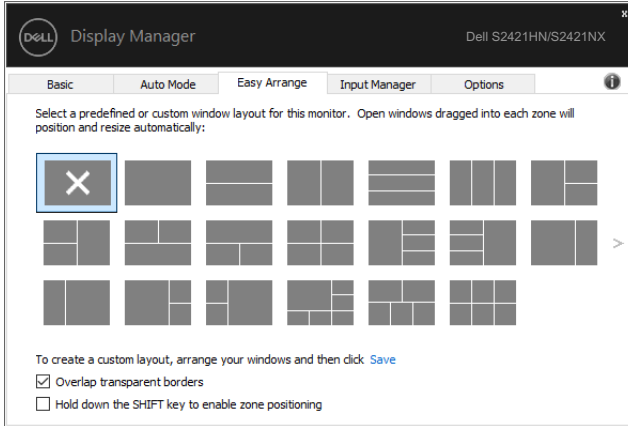 x
DELL Display Manager Dell S2421HN/S2421NX
Basic Auto Mode Easy Arrange Input Manager Options i
Select a predefined or custom window layout for this monitor. Open windows dragged into each zone will
position and resize automatically:
>
To create a custom layout, arrange your windows and then click Save
Overlap transparent borders
Hold down the SHIFT key to enable zone positioning